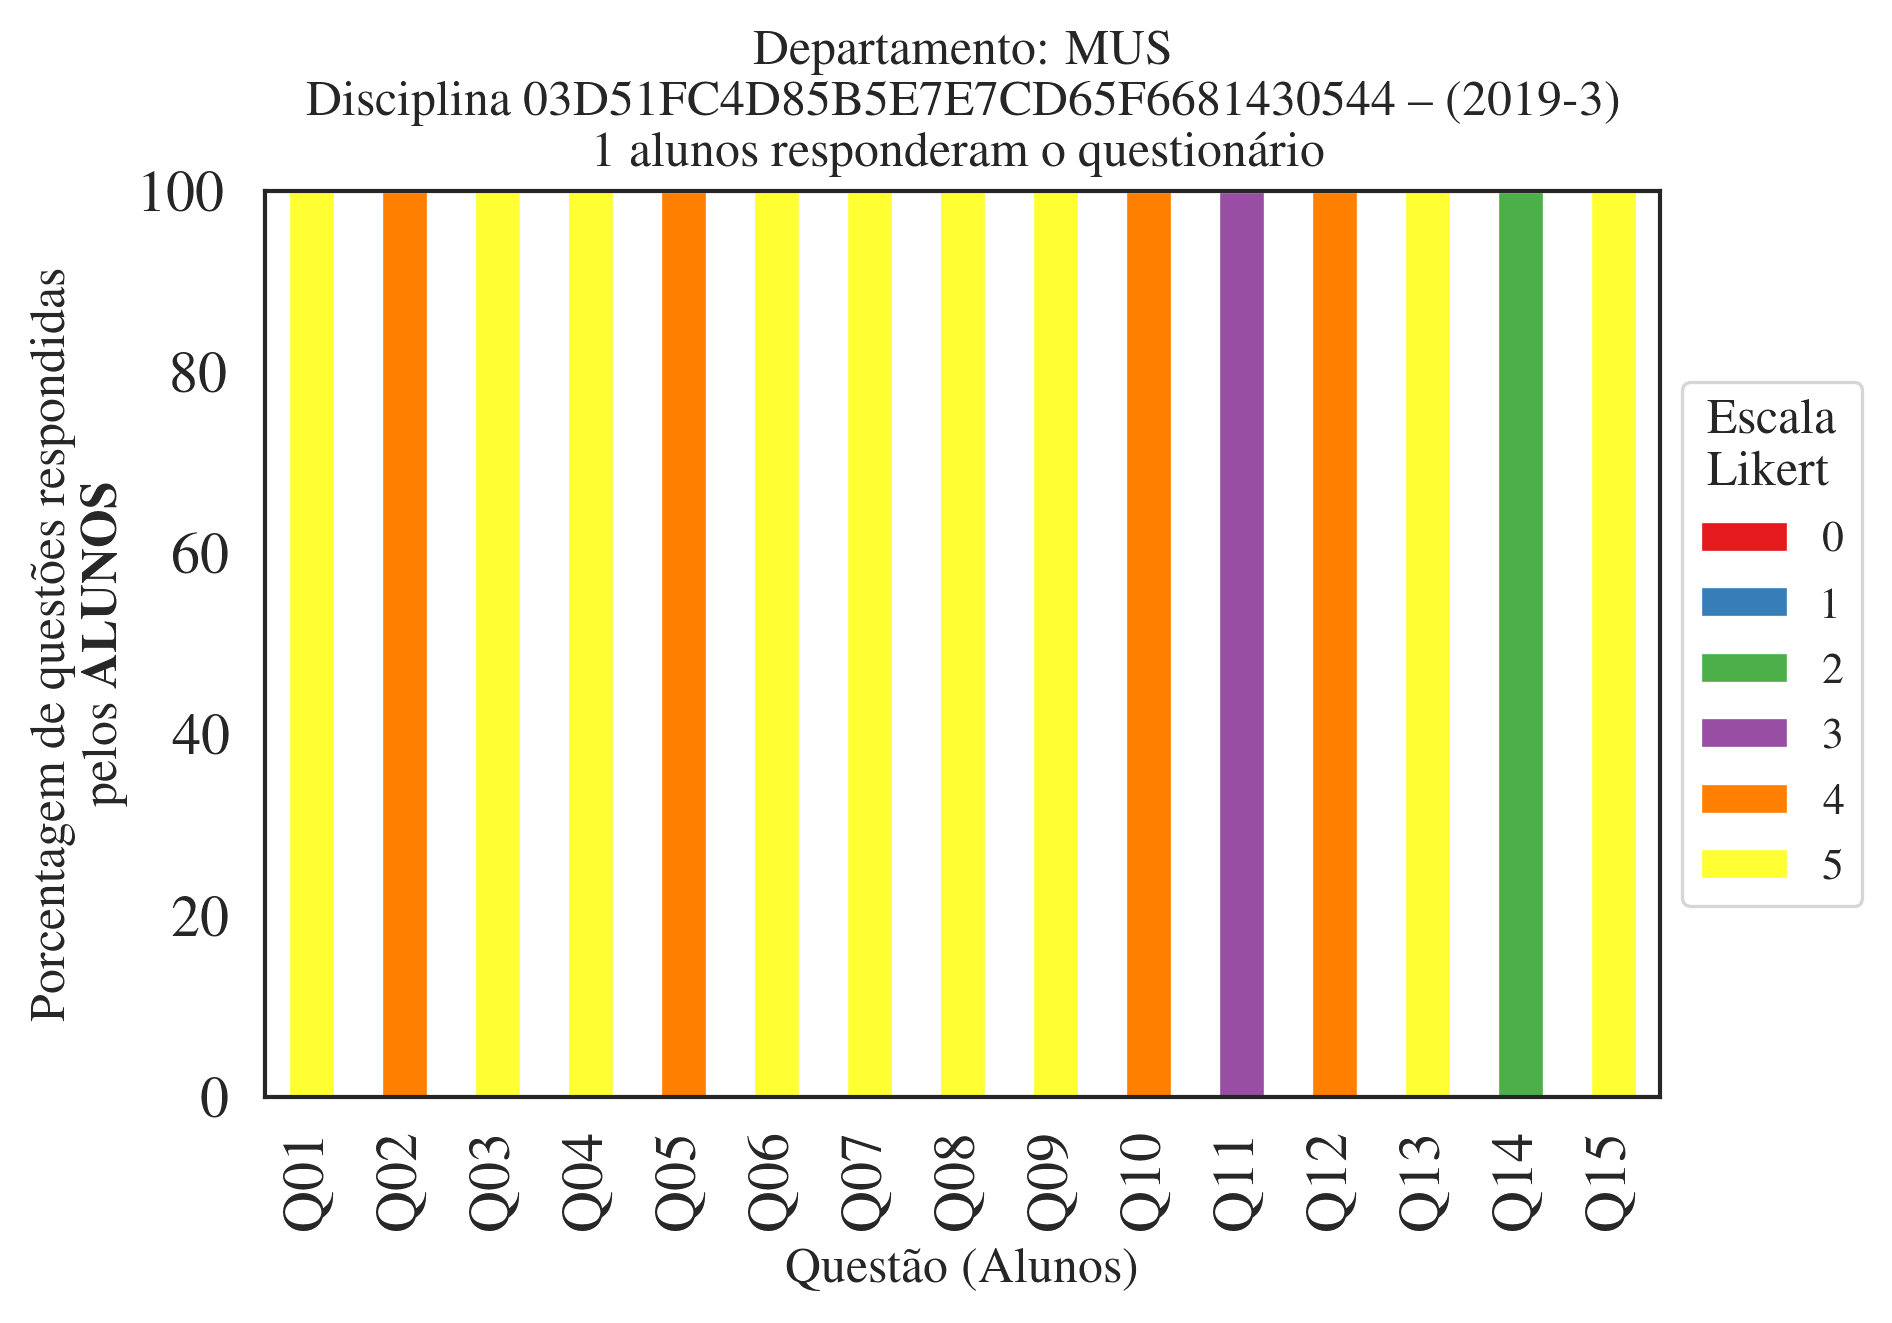 Departamento: MUS
Disciplina 03D51FC4D85B5E7E7CD65F6681430544 – (2019-3)
1 alunos responderam o questionário
Porcentagem de questões respondidas
pelos ALUNOS
100
80
60
40
20
0
Q01
Q02
Q03
Q04
Q05
Q06
Q07
Q08
Q09
Q10
Q11
Q12
Q13
Q14
Q15
Questão (Alunos)
Escala
Likert
0
1
2
3
4
5